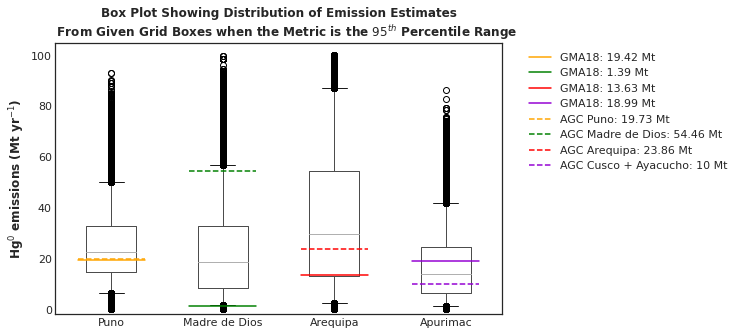 Box Plot Showing Distribution of Emission Estimates
From Given Grid Boxes when the Metric is the 95th Percentile Range
Hg0 emissions (Mt yr−1)
100
80
60
40
20
0
Puno Madre de Dios Arequipa Apurimac
GMA18: 19.42 Mt
GMA18: 1.39 Mt
GMA18: 13.63 Mt
GMA18: 18.99 Mt
AGC Puno: 19.73 Mt
AGC Madre de Dios: 54.46 Mt
AGC Arequipa: 23.86 Mt
AGC Cusco + Ayacucho: 10 Mt